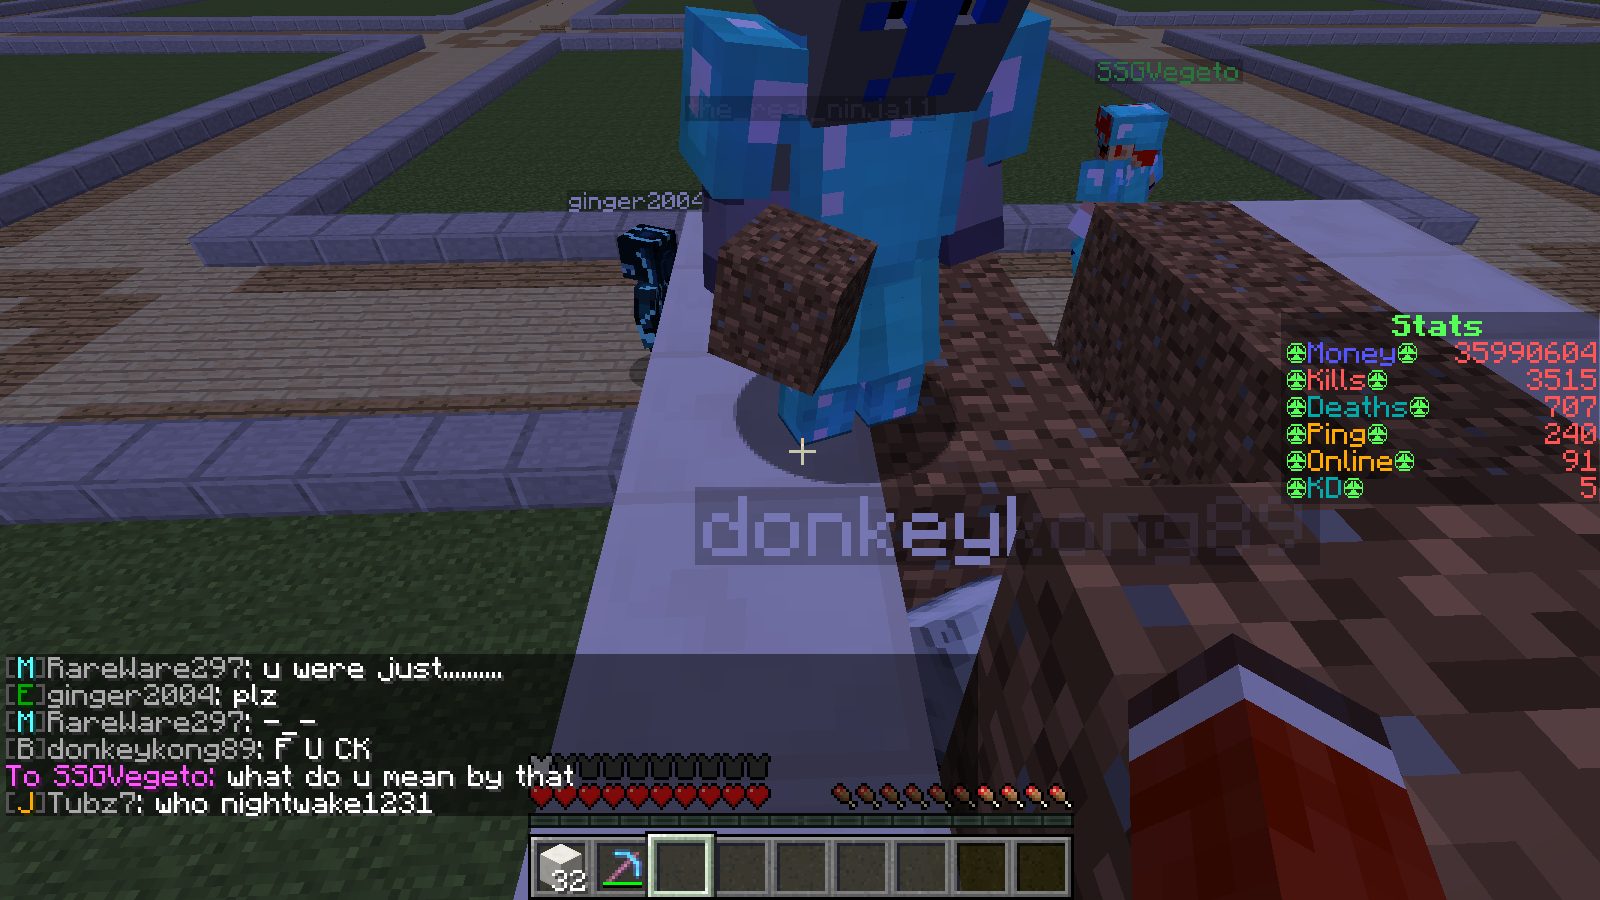 SSGVegeto
the_real_ninja11
ginger2004
Stats
Money 35990604
Kills 3515
Deaths 707
Ping 240
Online 91
KD 5
donkeykong89
[M]RareWare297: u were just..........
[E]ginger2004: plz
[M]RareWare297: -_-
[B]donkeykong89: F U CK
To SSGVegeto: what do u mean by that
[J]Tubz7: who nightwake1231
32